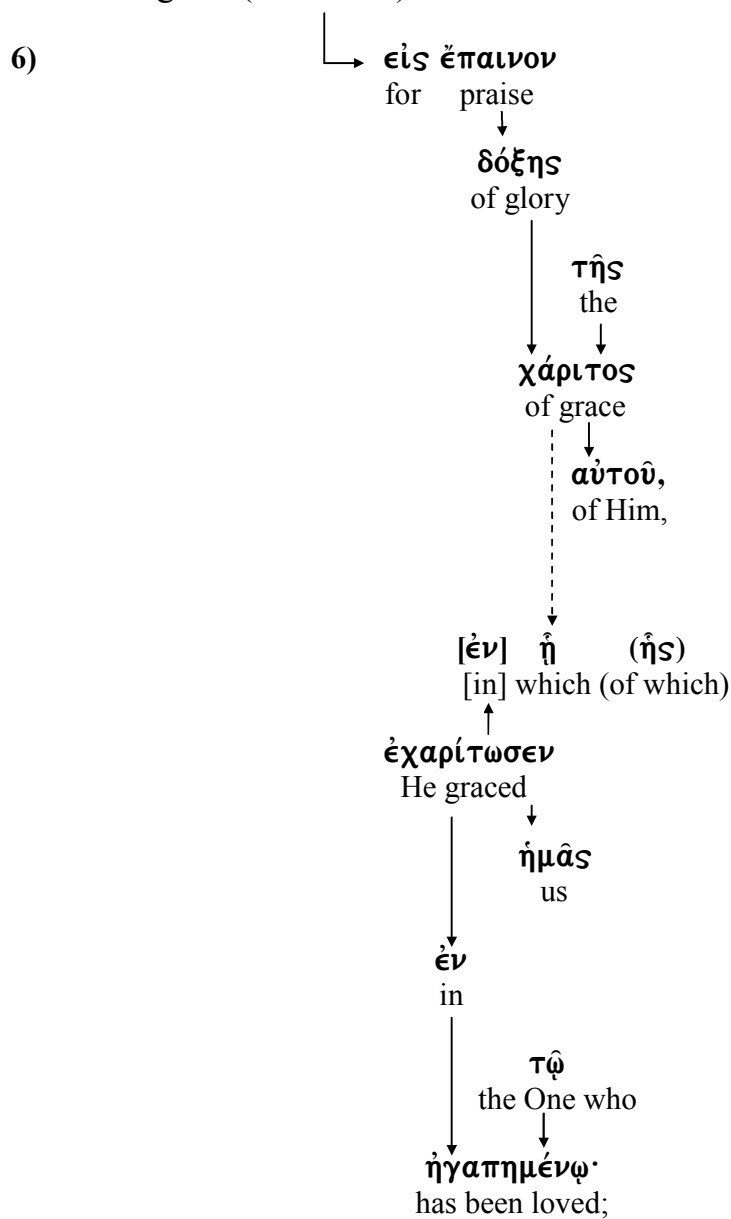 6) εἰς ἔπαινον
for praise
δόξης
of glory
τῆς
the
χάριτος
of grace
αὐτοῦ,
of Him,
[ἐν] ᾗ (ἧς)
[in] which (of which)
ἐχαρίτωσεν
He graced
ἡμᾶς
us
ἐν
in
τῷ
the One who
ἠγαπημένῳ·
has been loved;